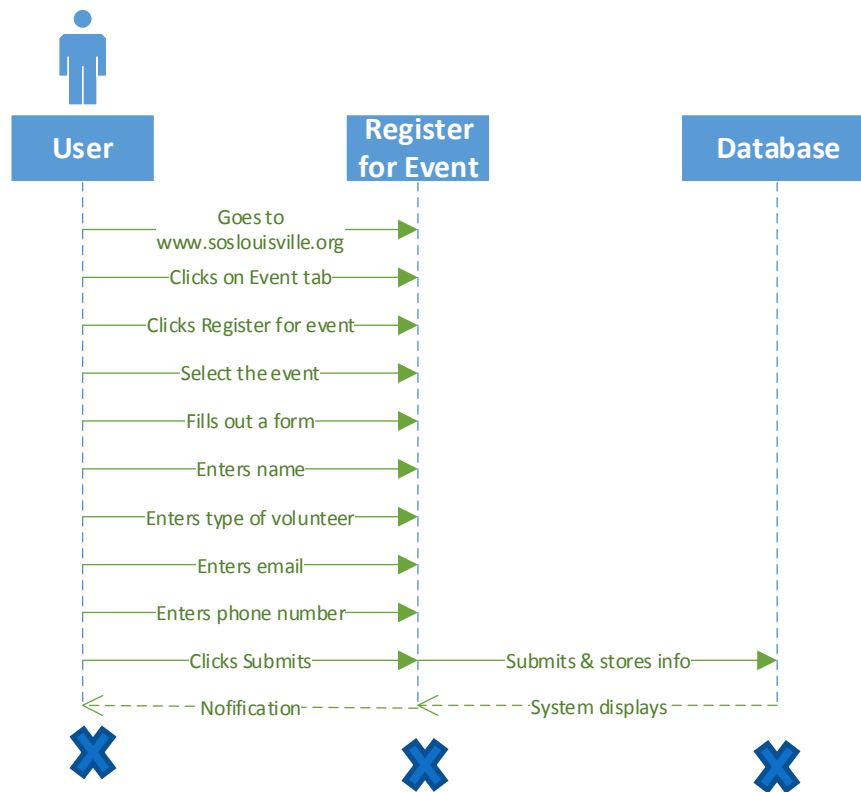 User
Register
for Event
Database
Goes to
www.soslouisville.org
Clicks on Event tab
Clicks Register for event
Select the event
Fills out a form
Enters name
Enters type of volunteer
Enters email
Enters phone number
Clicks Submits
Submits & stores info
Nofification
System displays